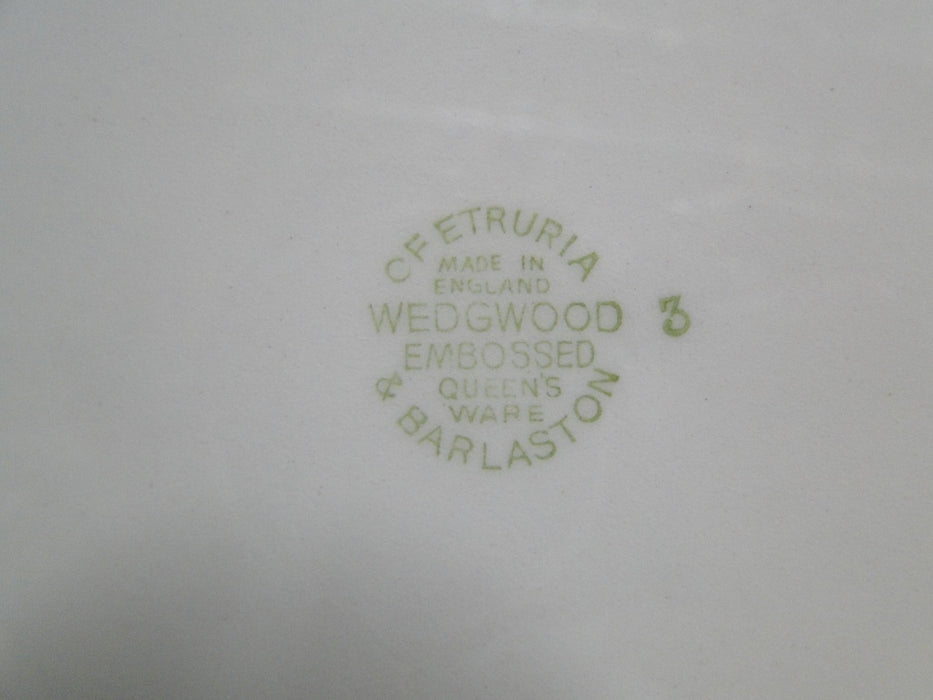 OF ETRURIA
MADE IN
ENGLAND
WEDGWOOD 3
EMBOSSED
QUEEN'S
WARE
& BARLASTON